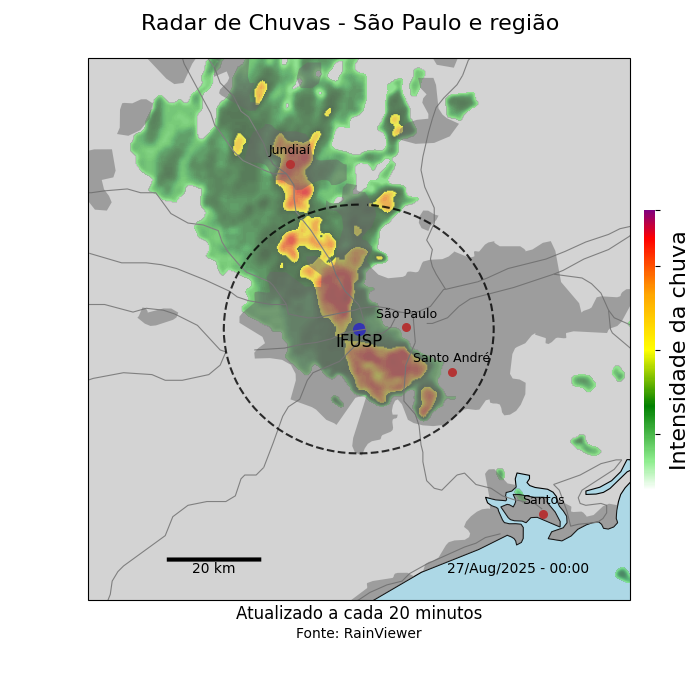 Radar de Chuvas - São Paulo e região
Jundiaí
São Paulo
IFUSP
Santo André
Santos
20 km
27/Aug/2025 - 00:00
Intensidade da chuva
Atualizado a cada 20 minutos
Fonte: RainViewer